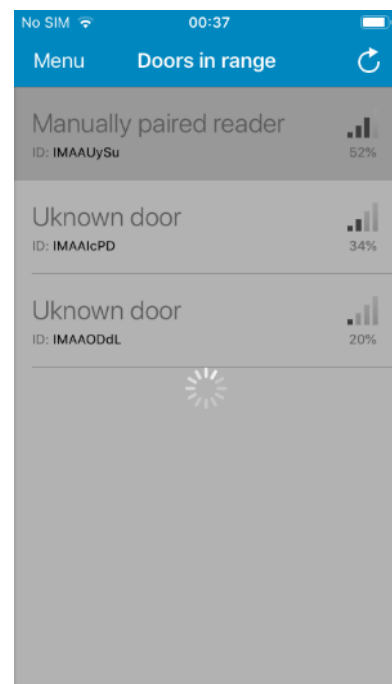 No SIM 00:37
Menu Doors in range
Manually paired reader
ID: IMAAUySu
52%
Uknown door
ID: IMAAIcPD
34%
Uknown door
ID: IMAAODdL
20%